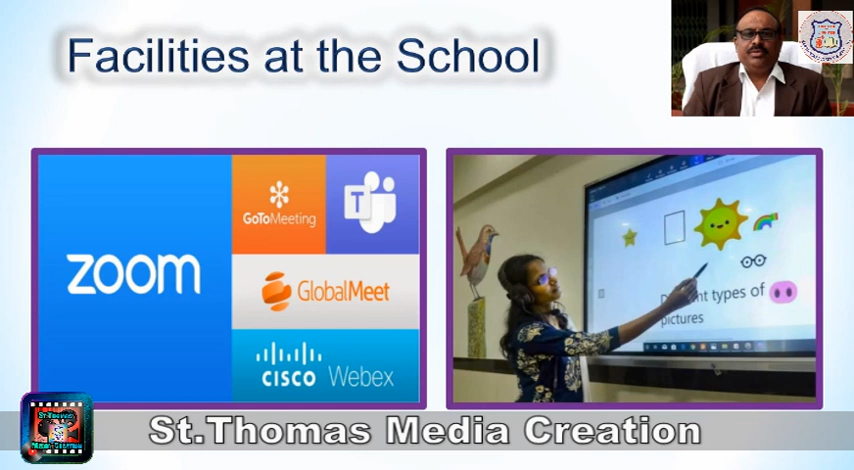 Facilities at the School
zoom
GoToMeeting
T
GlobalMeet
CISCO Webex
types of
pictures
St.Thomas Media Creation